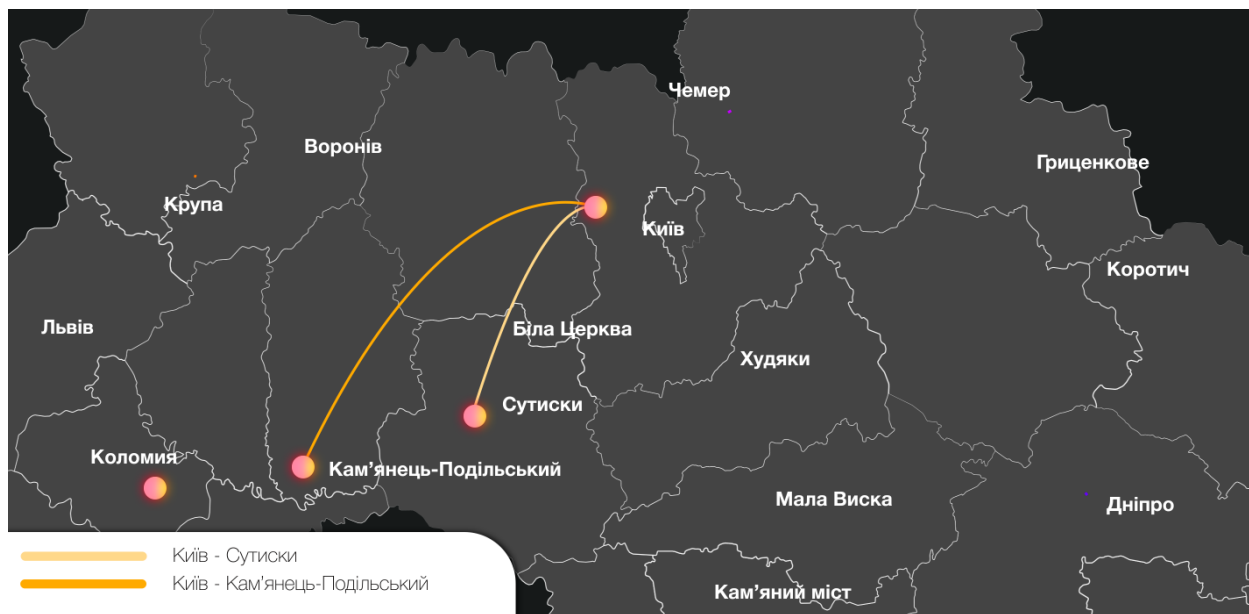 Чемер
Воронів
Гриценкове
Крупа
Київ
Коротич
Львів
Біла Церква
Худяки
Сутиски
Коломия
Кам’янець-Подільський
Мала Виска
Дніпро
Київ - Сутиски
Київ - Кам’янець-Подільський
Кам’яний міст